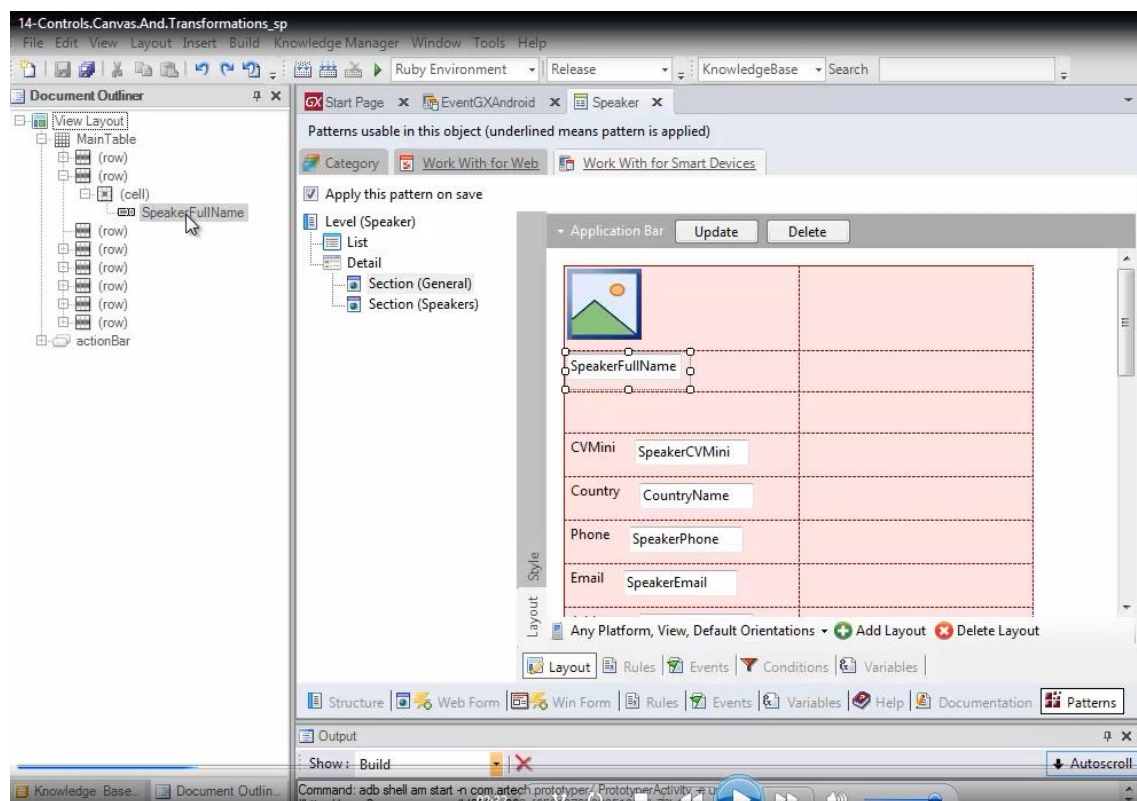 14-Controls.Canvas.And.Transformations_sp
File Edit View Layout Insert Build Knowledge Manager Window Tools Help
Ruby Environment Release KnowledgeBase Search
Document Outliner
View Layout
MainTable
(row)
(row)
(cell)
SpeakerFullName
(row)
(row)
(row)
(row)
(row)
(row)
actionBar
GX Start Page EventGXAndroid Speaker
Patterns usable in this object (underlined means pattern is applied)
Category Work With for Web Work With for Smart Devices
Apply this pattern on save
Level (Speaker)
List
Detail
Section (General)
Section (Speakers)
Application Bar Update Delete
SpeakerFullName
CVMini SpeakerCVMini
Country CountryName
Phone SpeakerPhone
Email SpeakerEmail
Style
Layout
Any Platform, View, Default Orientations Add Layout Delete Layout
Layout Rules Events Conditions Variables
Structure Web Form Win Form Rules Events Variables Help Documentation Patterns
Output
Show: Build Autoscroll
Knowledge Base... Document Outlin...
Command: adb shell am start -n com.artech.prototyper/.PrototyperActivity -e